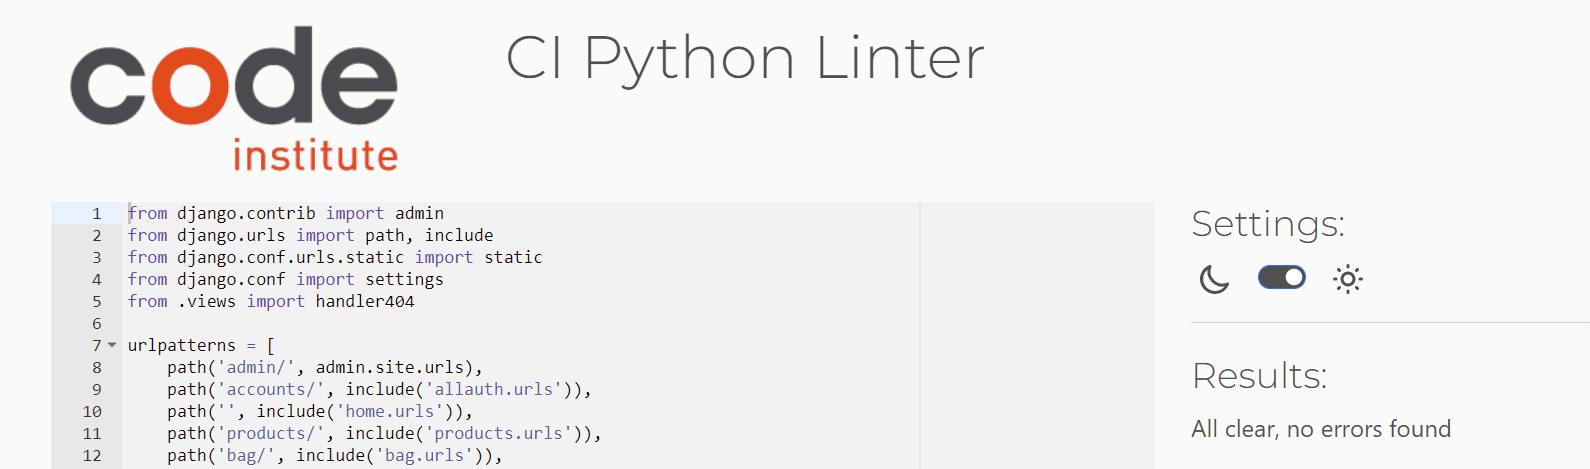 code
institute
CI Python Linter
1 from django.contrib import admin
2 from django.urls import path, include
3 from django.conf.urls.static import static
4 from django.conf import settings
5 from .views import handler404
6
7 urlpatterns = [
8     path('admin/', admin.site.urls),
9     path('accounts/', include('allauth.urls')),
10     path('', include('home.urls')),
11     path('products/', include('products.urls')),
12     path('bag/', include('bag.urls')),
Settings:
Results:
All clear, no errors found